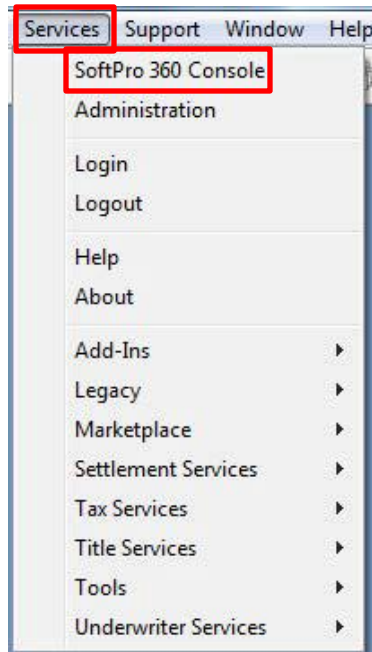 Services Support Window Help
SoftPro 360 Console
Administration
Login
Logout
Help
About
Add-Ins
Legacy
Marketplace
Settlement Services
Tax Services
Title Services
Tools
Underwriter Services